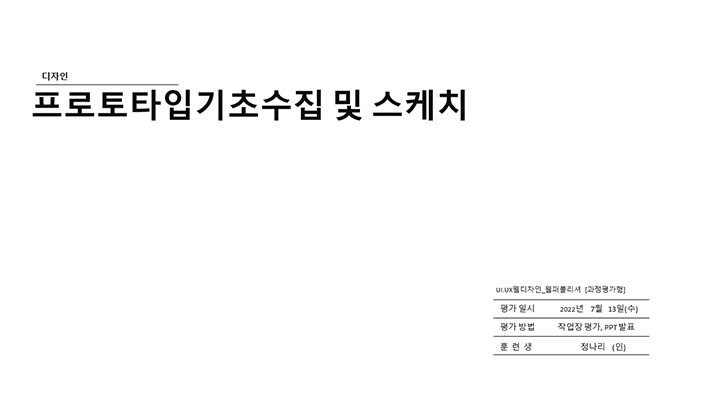 디자인
프로토타입기초수집 및 스케치
UI.UX웹디자인_웹퍼블리셔 [과정평가형]
평가 일시 2022년 7월 13일(수)
평가 방법 작업장 평가, PPT 발표
훈 련 생 정나리 (인)